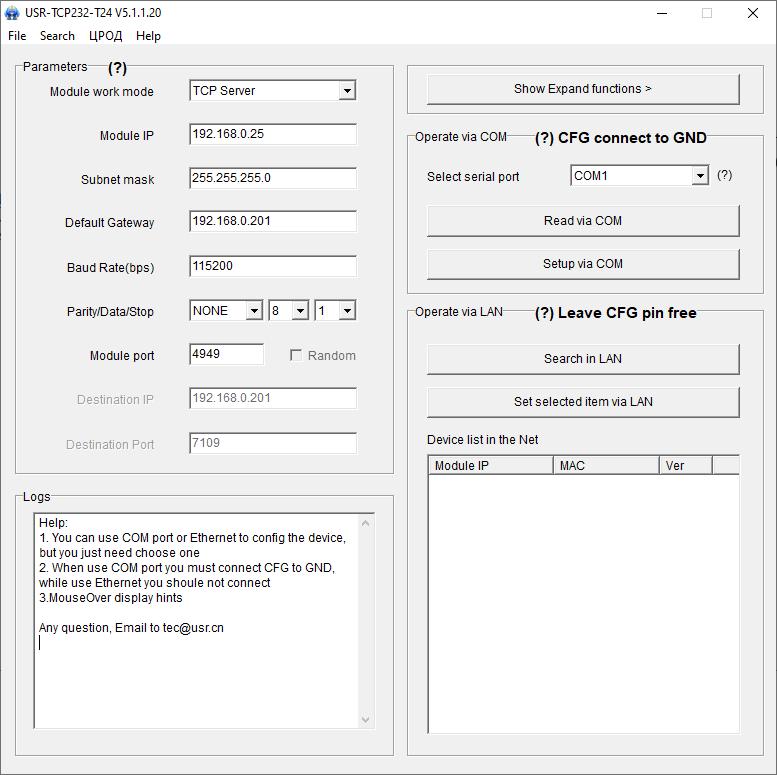 USR-TCP232-T24 V5.1.1.20
File Search ЦРОД Help
Parameters (?)
Module work mode TCP Server
Module IP 192.168.0.25
Subnet mask 255.255.255.0
Default Gateway 192.168.0.201
Baud Rate(bps) 115200
Parity/Data/Stop NONE 8 1
Module port 4949 Random
Destination IP 192.168.0.201
Destination Port 7109
Logs
Help:
1. You can use COM port or Ethernet to config the device,
but you just need choose one
2. When use COM port you must connect CFG to GND,
while use Ethernet you shoule not connect
3.MouseOver display hints
Any question, Email to tec@usr.cn
Show Expand functions >
Operate via COM (?) CFG connect to GND
Select serial port COM1 (?)
Read via COM
Setup via COM
Operate via LAN (?) Leave CFG pin free
Search in LAN
Set selected item via LAN
Device list in the Net
Module IP MAC Ver